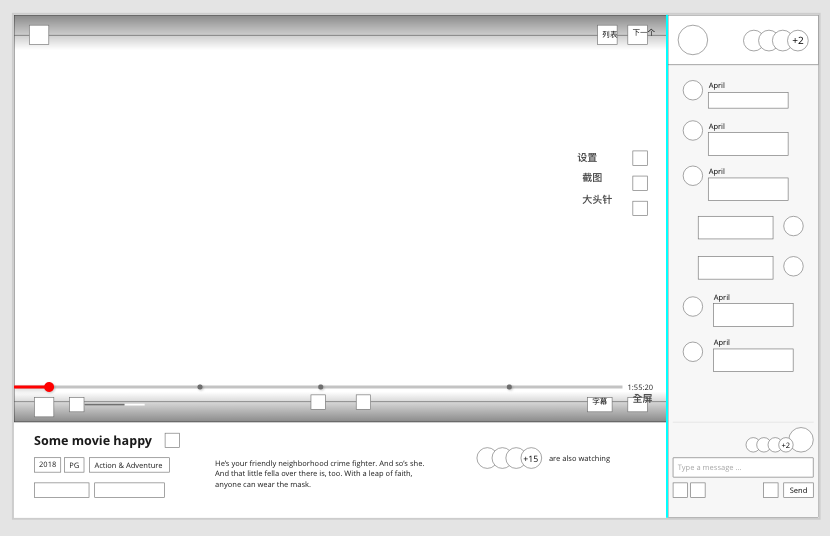 列表
下一个
+2
April
April
April
设置
截图
大头针
April
April
1:55:20
字幕
全屏
Some movie happy
2018
PG
Action & Adventure
He's your friendly neighborhood crime fighter. And so's she.
And that little fella over there is, too. With a leap of faith,
anyone can wear the mask.
+15
are also watching
+2
Type a message ...
Send